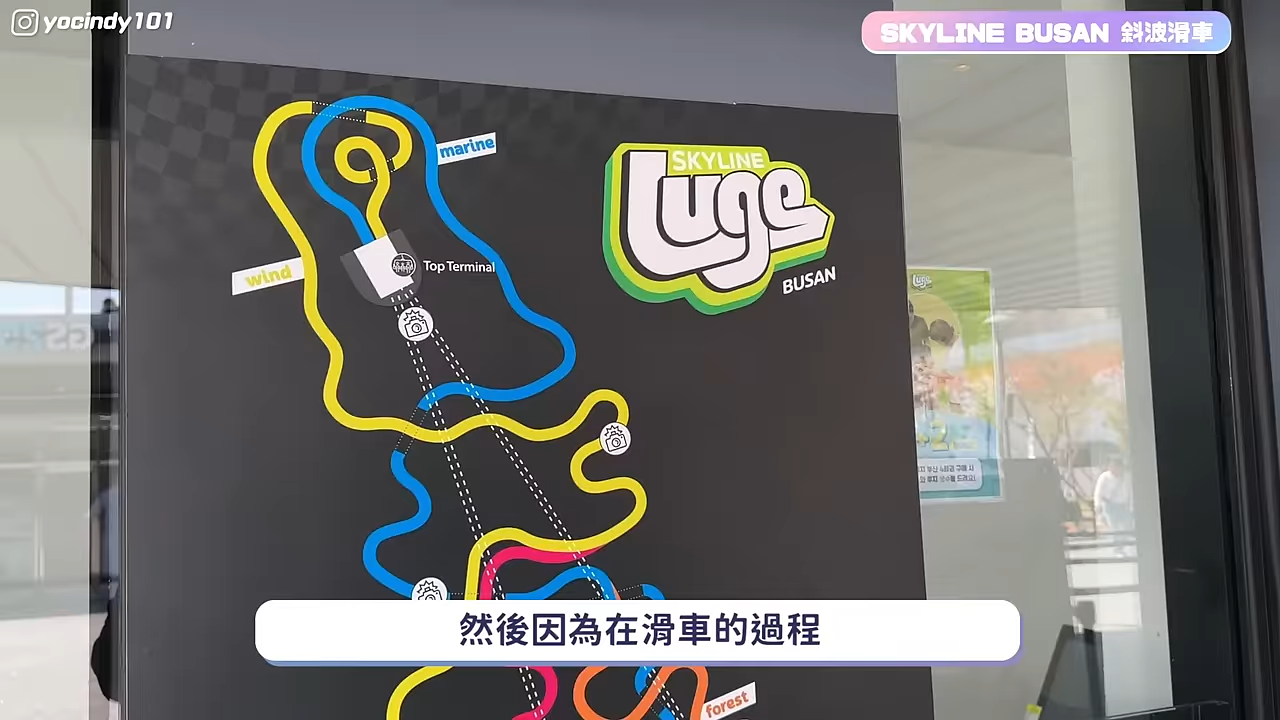 yocindy101
SKYLINE BUSAN 斜波滑車
marine
SKYLINE
Luge
BUSAN
wind
Top Terminal
Luge
然後因為在滑車的過程
forest